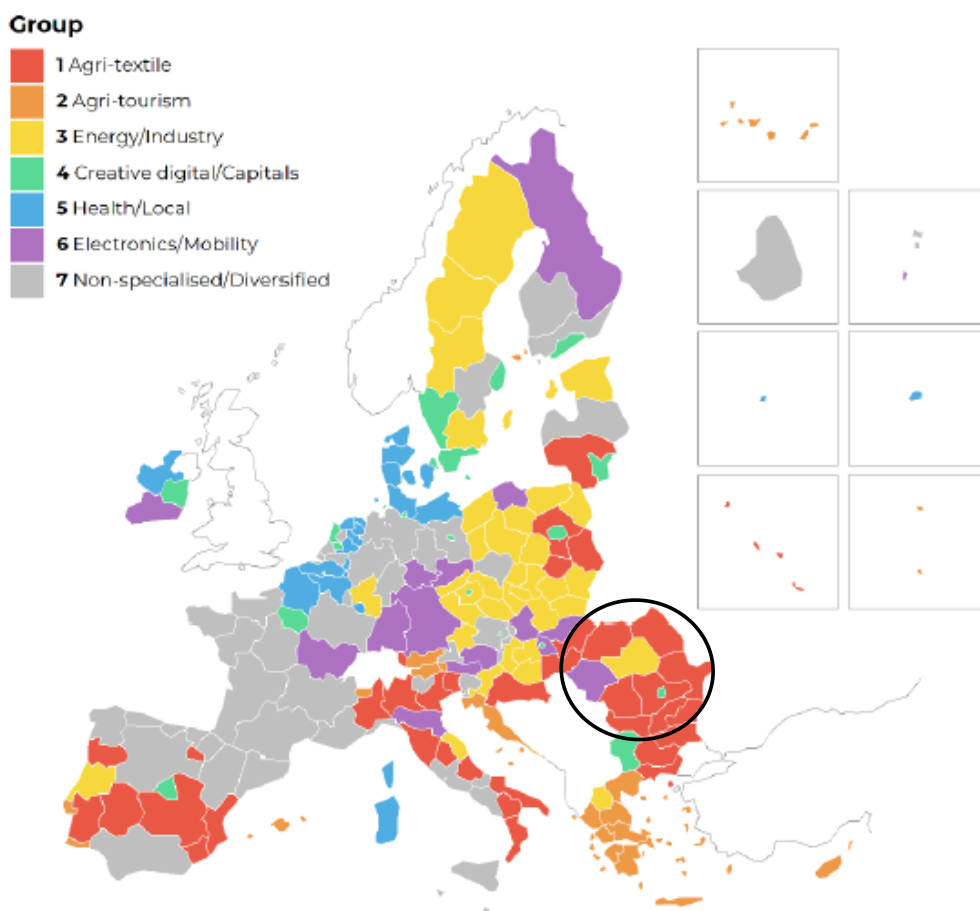 Group
1 Agri-textile
2 Agri-tourism
3 Energy/Industry
4 Creative digital/Capitals
5 Health/Local
6 Electronics/Mobility
7 Non-specialised/Diversified